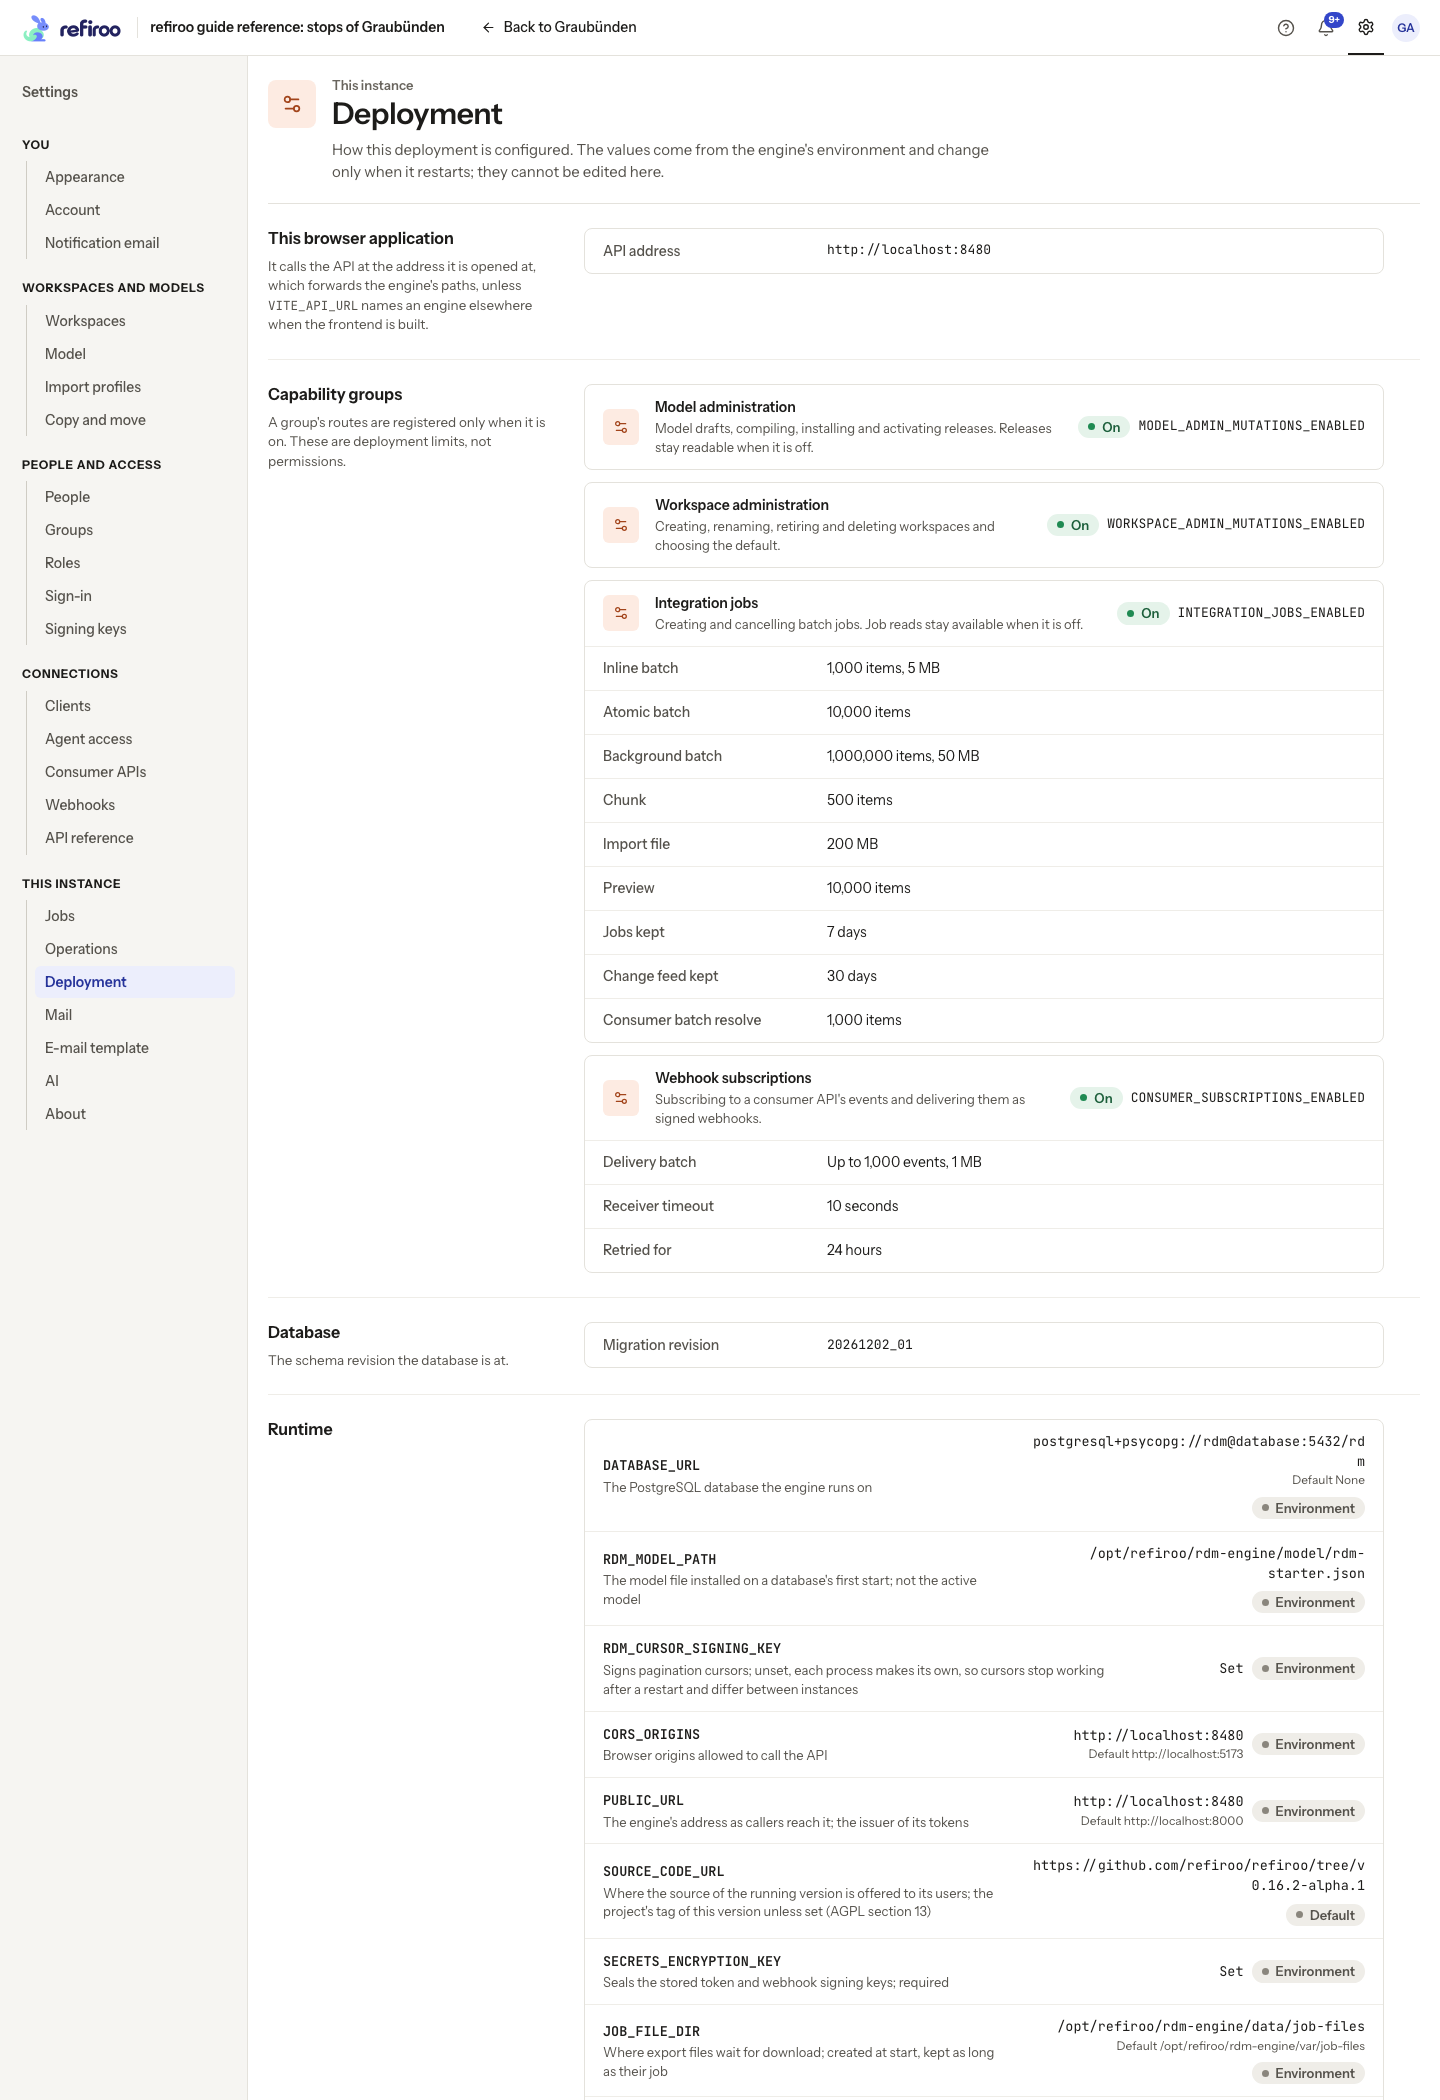 refiroo
refiroo guide reference: stops of Graubünden
← Back to Graubünden
9+
GA
Settings
YOU
Appearance
Account
Notification email
WORKSPACES AND MODELS
Workspaces
Model
Import profiles
Copy and move
PEOPLE AND ACCESS
People
Groups
Roles
Sign-in
Signing keys
CONNECTIONS
Clients
Agent access
Consumer APIs
Webhooks
API reference
THIS INSTANCE
Jobs
Operations
Deployment
Mail
E-mail template
AI
About
This instance
Deployment
How this deployment is configured. The values come from the engine's environment and change
only when it restarts; they cannot be edited here.
This browser application
It calls the API at the address it is opened at,
which forwards the engine's paths, unless
VITE_API_URL names an engine elsewhere
when the frontend is built.
API address
http://localhost:8480
Capability groups
A group's routes are registered only when it is
on. These are deployment limits, not
permissions.
Model administration
Model drafts, compiling, installing and activating releases. Releases
stay readable when it is off.
On MODEL_ADMIN_MUTATIONS_ENABLED
Workspace administration
Creating, renaming, retiring and deleting workspaces and
choosing the default.
On WORKSPACE_ADMIN_MUTATIONS_ENABLED
Integration jobs
Creating and cancelling batch jobs. Job reads stay available when it is off.
On INTEGRATION_JOBS_ENABLED
Inline batch 1,000 items, 5 MB
Atomic batch 10,000 items
Background batch 1,000,000 items, 50 MB
Chunk 500 items
Import file 200 MB
Preview 10,000 items
Jobs kept 7 days
Change feed kept 30 days
Consumer batch resolve 1,000 items
Webhook subscriptions
Subscribing to a consumer API's events and delivering them as
signed webhooks.
On CONSUMER_SUBSCRIPTIONS_ENABLED
Delivery batch Up to 1,000 events, 1 MB
Receiver timeout 10 seconds
Retried for 24 hours
Database
The schema revision the database is at.
Migration revision 20261202_01
Runtime
DATABASE_URL
The PostgreSQL database the engine runs on
postgresql+psycopg://rdm@database:5432/rd
m
Default None
Environment
RDM_MODEL_PATH
The model file installed on a database's first start; not the active
model
/opt/refiroo/rdm-engine/model/rdm-
starter.json
Environment
RDM_CURSOR_SIGNING_KEY
Signs pagination cursors; unset, each process makes its own, so cursors stop working
after a restart and differ between instances
Set Environment
CORS_ORIGINS
Browser origins allowed to call the API
http://localhost:8480
Default http://localhost:5173
Environment
PUBLIC_URL
The engine's address as callers reach it; the issuer of its tokens
http://localhost:8480
Default http://localhost:8000
Environment
SOURCE_CODE_URL
Where the source of the running version is offered to its users; the
project's tag of this version unless set (AGPL section 13)
https://github.com/refiroo/refiroo/tree/v
0.16.2-alpha.1
Default
SECRETS_ENCRYPTION_KEY
Seals the stored token and webhook signing keys; required
Set Environment
JOB_FILE_DIR
Where export files wait for download; created at start, kept as long
as their job
/opt/refiroo/rdm-engine/data/job-files
Default /opt/refiroo/rdm-engine/var/job-files
Environment